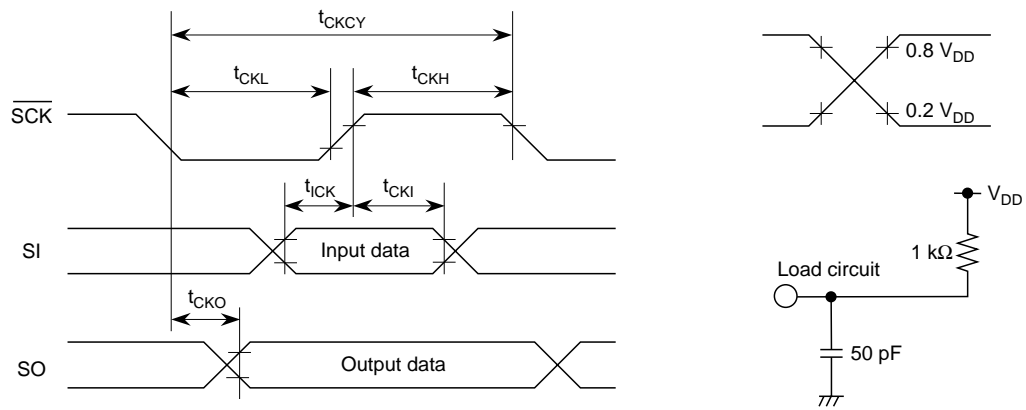 tCKCY
tCKL
tCKH
SCK
tICK
tCKI
SI
Input data
tCKO
SO
Output data
0.8 VDD
0.2 VDD
VDD
1 kΩ
Load circuit
50 pF